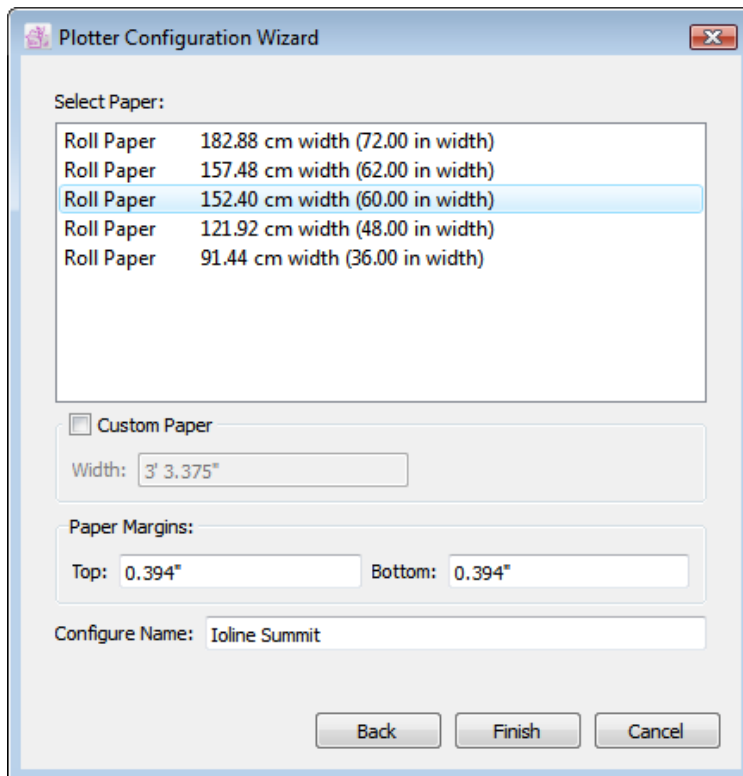 Plotter Configuration Wizard
Select Paper:
Roll Paper 182.88 cm width (72.00 in width)
Roll Paper 157.48 cm width (62.00 in width)
Roll Paper 152.40 cm width (60.00 in width)
Roll Paper 121.92 cm width (48.00 in width)
Roll Paper 91.44 cm width (36.00 in width)
Custom Paper
Width: 3' 3.375"
Paper Margins:
Top: 0.394" Bottom: 0.394"
Configure Name: Ioline Summit
Back Finish Cancel